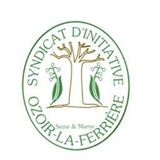 SYNDICAT D'INITIATIVE
Seine & Marne
OZOIR-LA-FERRIÈRE